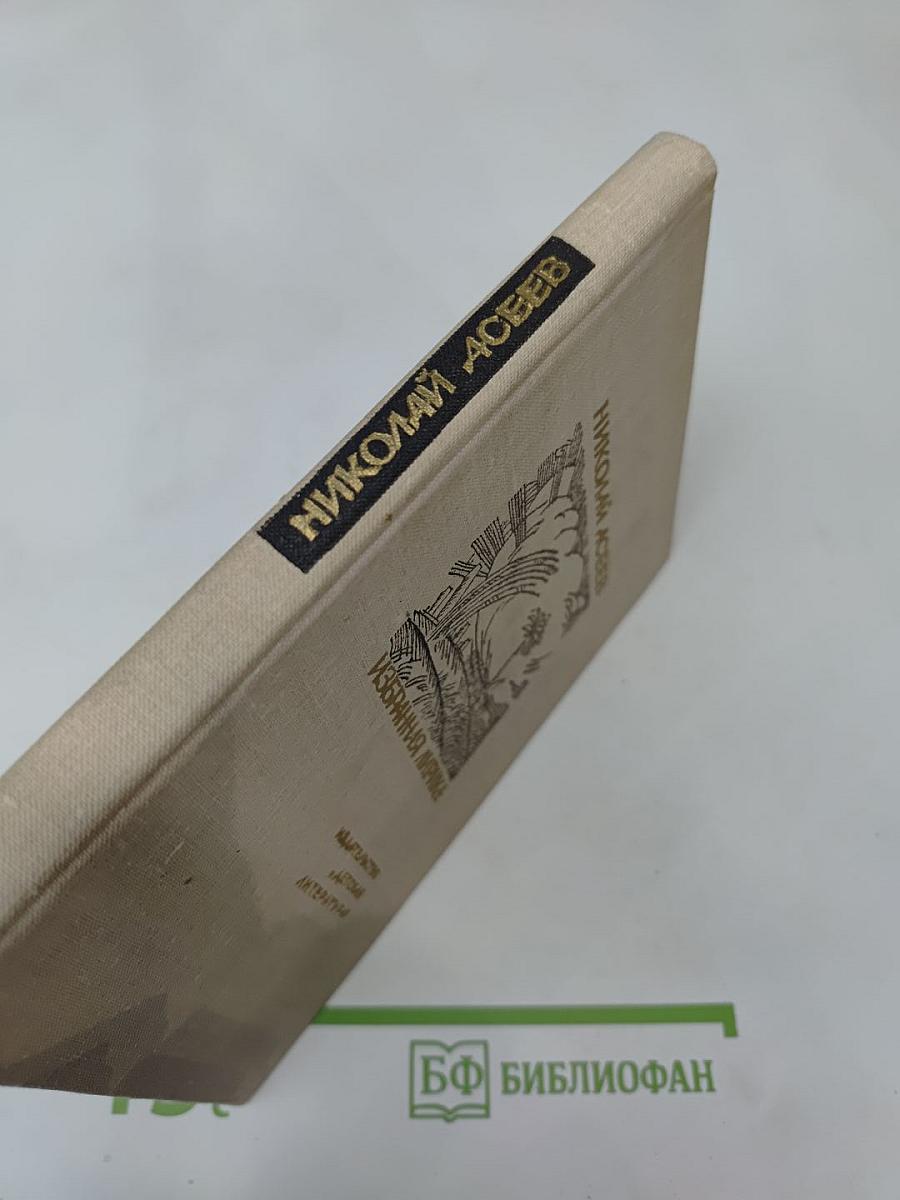 НИКОЛАЙ АСЕЕВ
НИКОЛАЙ АСЕЕВ
ИЗБРАННАЯ ЛИРИКА
ИЗДАТЕЛЬСТВО
«ДЕТСКАЯ
ЛИТЕРАТУРА»
БФ БИБЛИОФАН